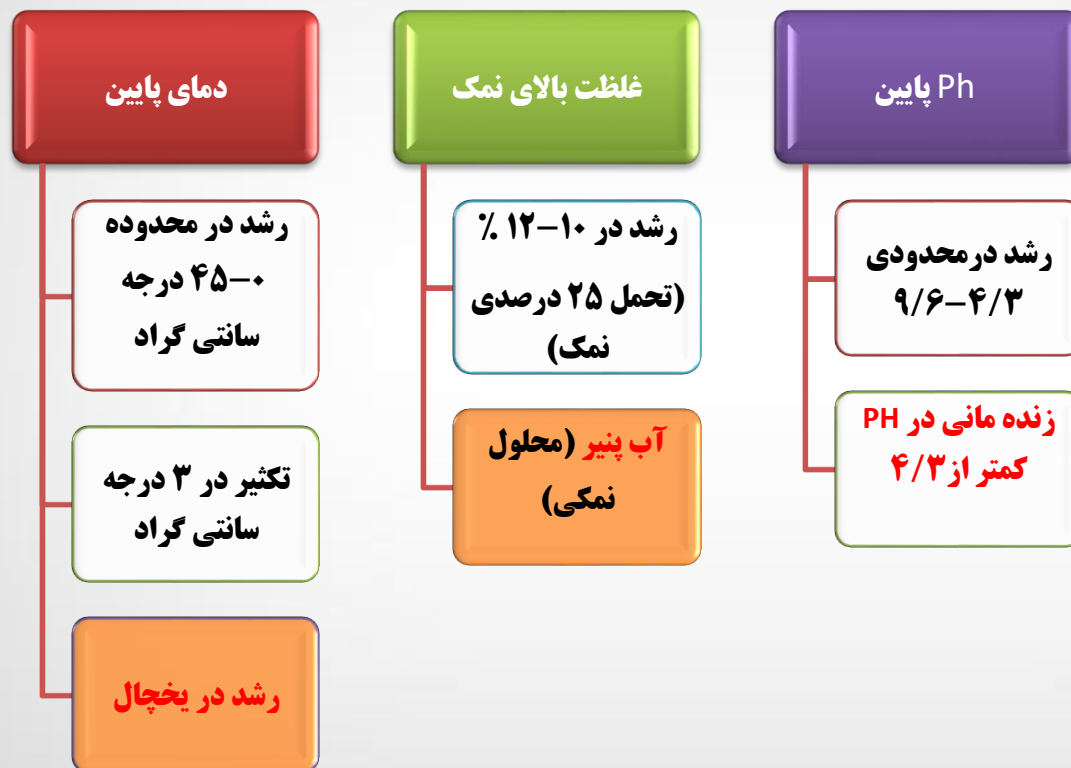 Ph پایین
رشد درمحدودی
۹/۶–۴/۳
زنده مانی در PH
کمتر از ۴/۳
غلظت بالای نمک
رشد در ۱۰–۱۲ %
(تحمل ۲۵ درصدی
نمک)
آب پنیر (محلول
نمکی)
دمای پایین
رشد در محدوده
۰–۴۵ درجه
سانتی گراد
تکثیر در ۳ درجه
سانتی گراد
رشد در یخچال